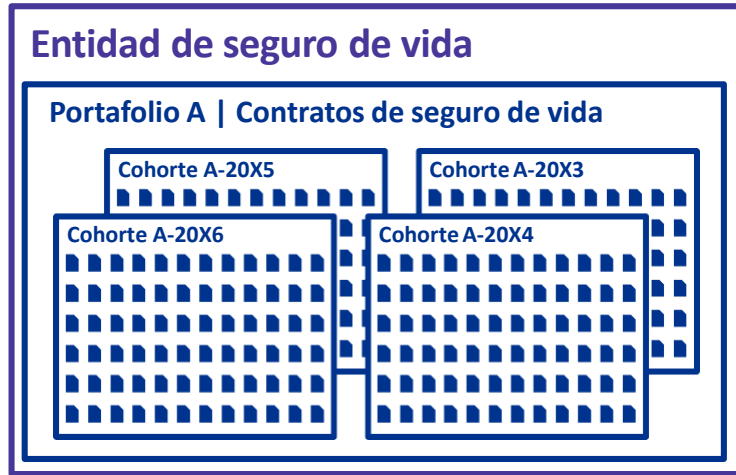 Entidad de seguro de vida
Portafolio A | Contratos de seguro de vida
Cohorte A-20X5
Cohorte A-20X3
Cohorte A-20X6
Cohorte A-20X4